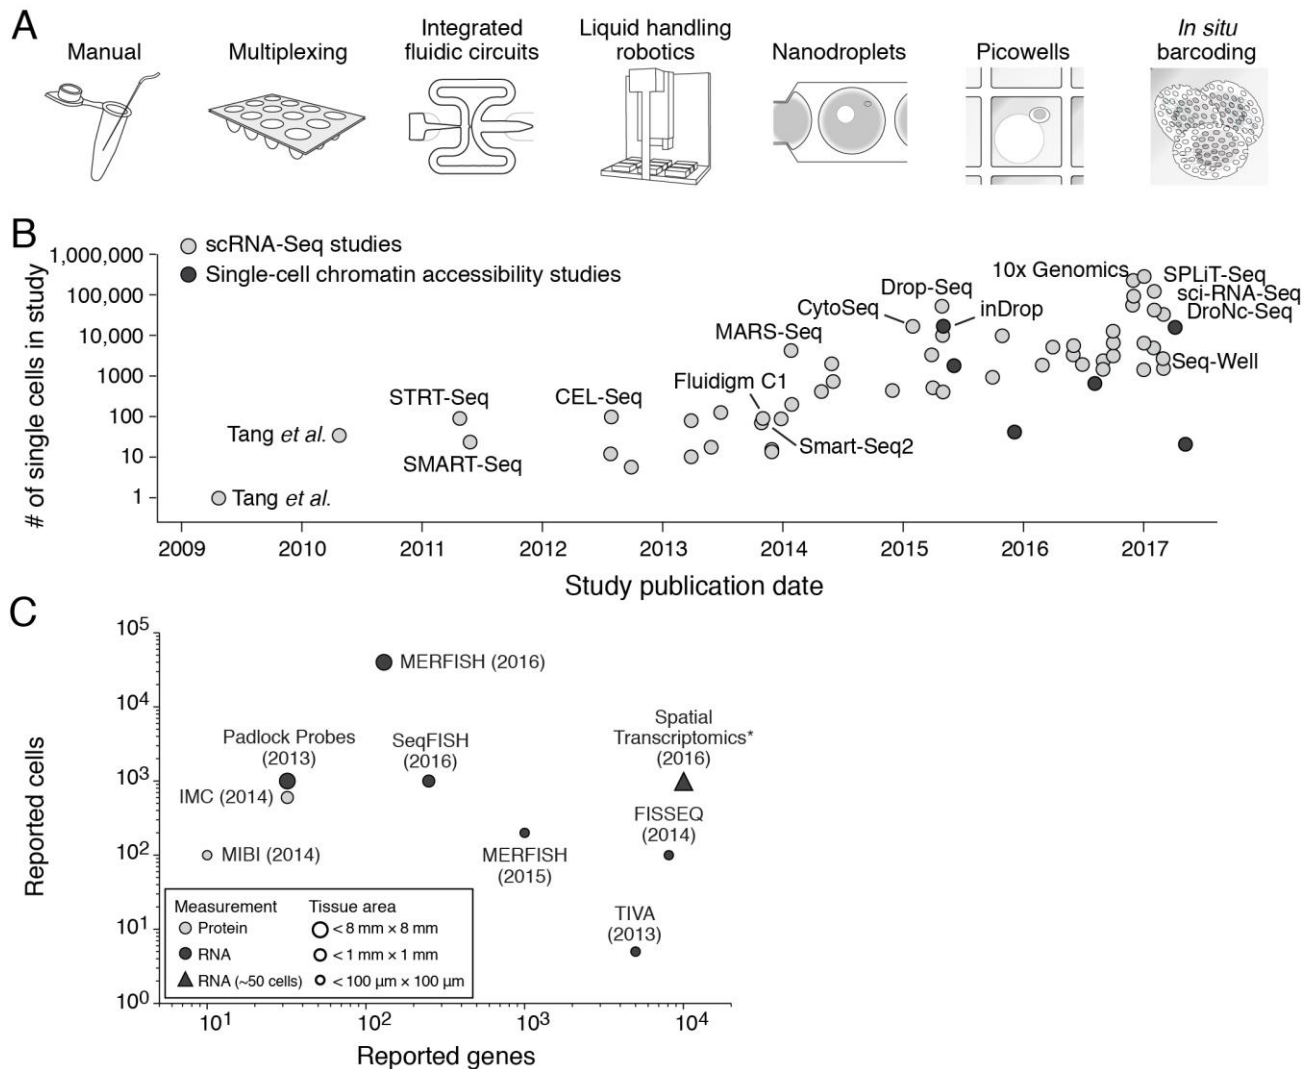 A
Manual
Multiplexing
Integrated
fluidic circuits
Liquid handling
robotics
Nanodroplets
Picowells
In situ
barcoding
B
scRNA-Seq studies
Single-cell chromatin accessibility studies
# of single cells in study
1,000,000
100,000
10,000
1000
100
10
1
Tang et al.
Tang et al.
STRT-Seq
SMART-Seq
CEL-Seq
Fluidigm C1
Smart-Seq2
MARS-Seq
CytoSeq
Drop-Seq
inDrop
10x Genomics
SPLiT-Seq
sci-RNA-Seq
DroNc-Seq
Seq-Well
2009
2010
2011
2012
2013
2014
2015
2016
2017
Study publication date
C
Reported cells
10⁵
10⁴
10³
10²
10¹
10⁰
MERFISH (2016)
Padlock Probes
(2013)
SeqFISH
(2016)
Spatial
Transcriptomics*
(2016)
IMC (2014)
MIBI (2014)
MERFISH
(2015)
FISSEQ
(2014)
TIVA
(2013)
Measurement
Protein
RNA
RNA (~50 cells)
Tissue area
< 8 mm × 8 mm
< 1 mm × 1 mm
< 100 µm × 100 µm
10¹
10²
10³
10⁴
Reported genes